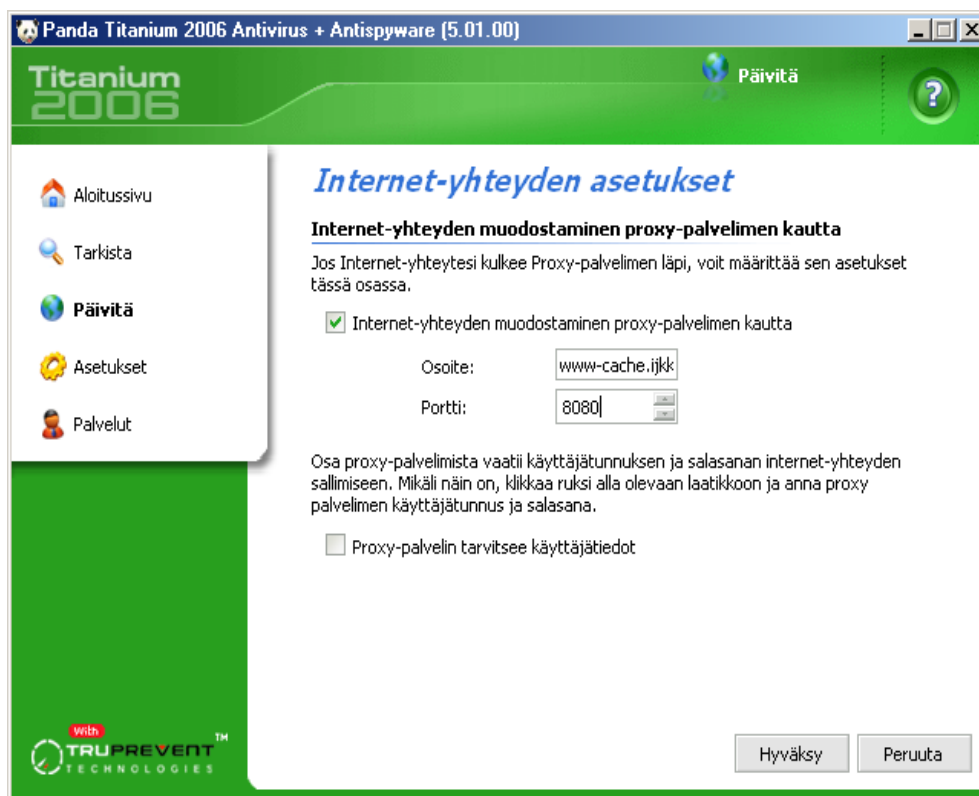 Panda Titanium 2006 Antivirus + Antispyware (5.01.00)
Titanium
2006
Päivitä
?
Aloitussivu
Tarkista
Päivitä
Asetukset
Palvelut
Internet-yhteyden asetukset
Internet-yhteyden muodostaminen proxy-palvelimen kautta
Jos Internet-yhteytesi kulkee Proxy-palvelimen läpi, voit määrittää sen asetukset
tässä osassa.
Internet-yhteyden muodostaminen proxy-palvelimen kautta
Osoite: www-cache.ijkk
Portti: 8080
Osa proxy-palvelimista vaatii käyttäjätunnuksen ja salasanan internet-yhteyden
sallimiseen. Mikäli näin on, klikkaa ruksi alla olevaan laatikkoon ja anna proxy
palvelimen käyttäjätunnus ja salasana.
Proxy-palvelin tarvitsee käyttäjätiedot
With
TRUPREVENT™
TECHNOLOGIES
Hyväksy
Peruuta